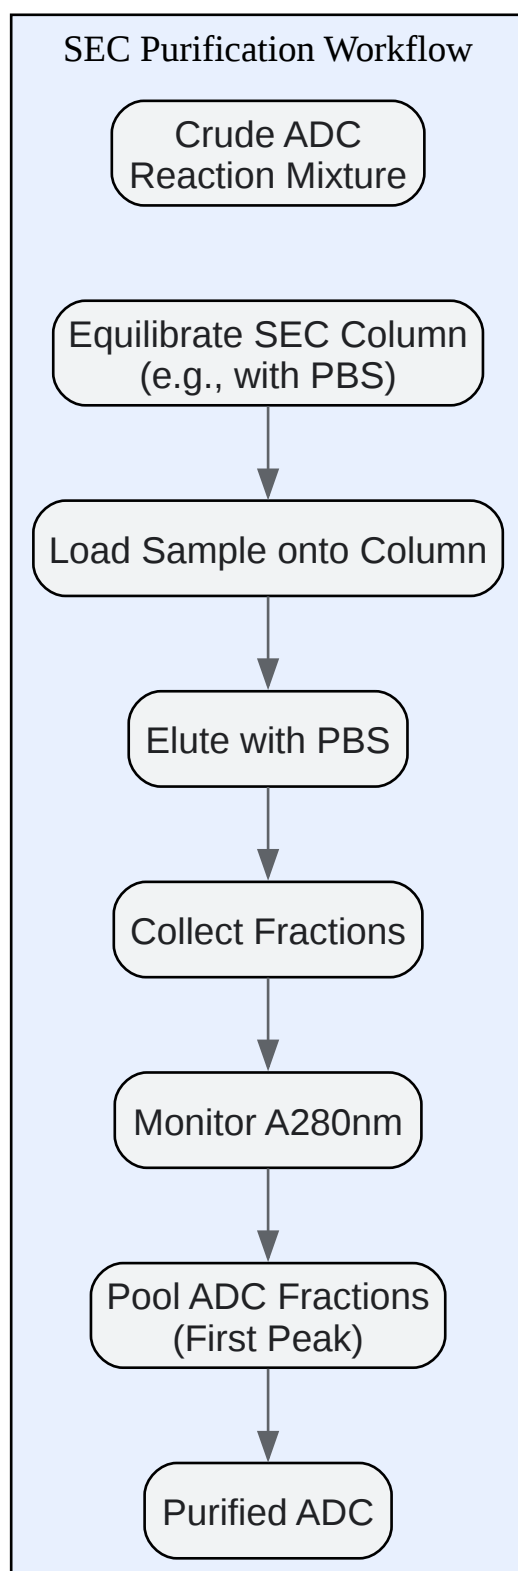 SEC Purification Workflow
Crude ADC
Reaction Mixture
Equilibrate SEC Column
(e.g., with PBS)
Load Sample onto Column
Elute with PBS
Collect Fractions
Monitor A280nm
Pool ADC Fractions
(First Peak)
Purified ADC